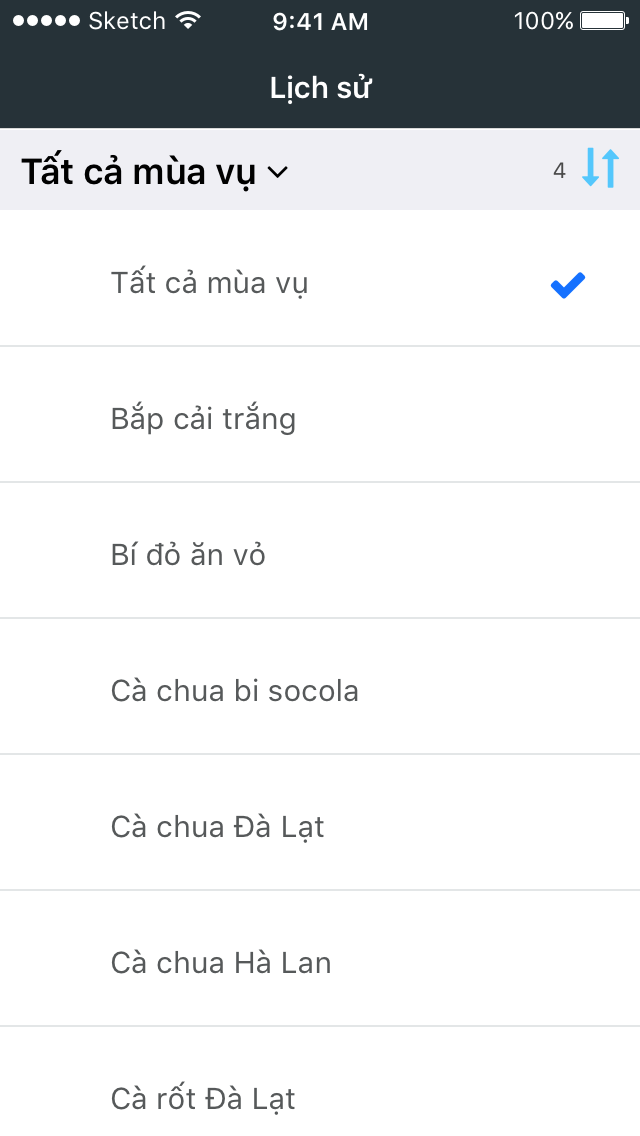 Sketch 9:41 AM 100%
Lịch sử
Tất cả mùa vụ 4
Tất cả mùa vụ
Bắp cải trắng
Bí đỏ ăn vỏ
Cà chua bi socola
Cà chua Đà Lạt
Cà chua Hà Lan
Cà rốt Đà Lạt